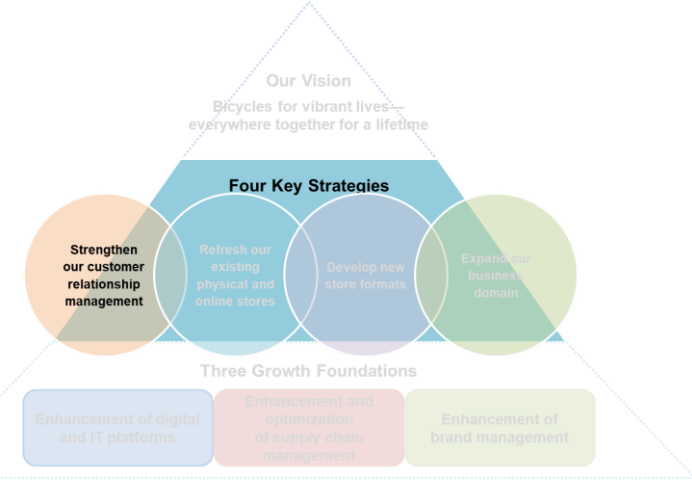 Our Vision
Bicycles for vibrant lives—
everywhere together for a lifetime
Four Key Strategies
Strengthen
our customer
relationship
management
Refresh our
existing
physical and
online stores
Develop new
store formats
Expand our
business
domain
Three Growth Foundations
Enhancement of digital
and IT platforms
Enhancement and
optimization
of supply chain
management
Enhancement of
brand management